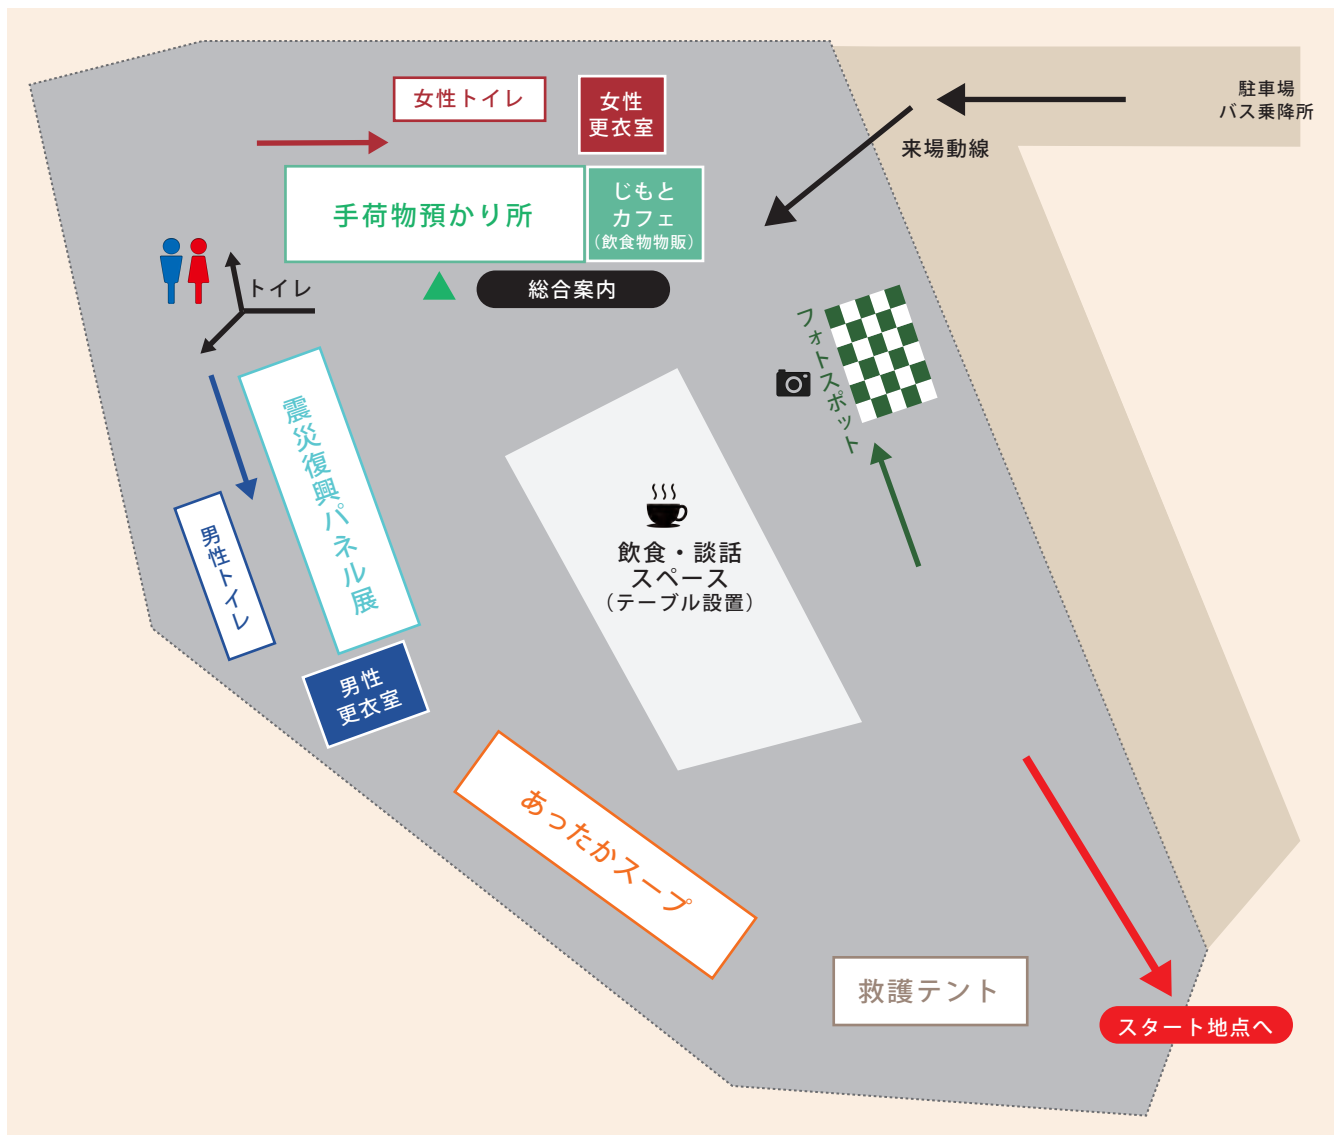 女性トイレ
女性
更衣室
駐車場
バス乗降所
来場動線
手荷物預かり所
じもと
カフェ
（飲食物物販）
トイレ
総合案内
フォトスポット
震災復興パネル展
男性トイレ
飲食・談話
スペース
（テーブル設置）
男性
更衣室
あったかスープ
救護テント
スタート地点へ